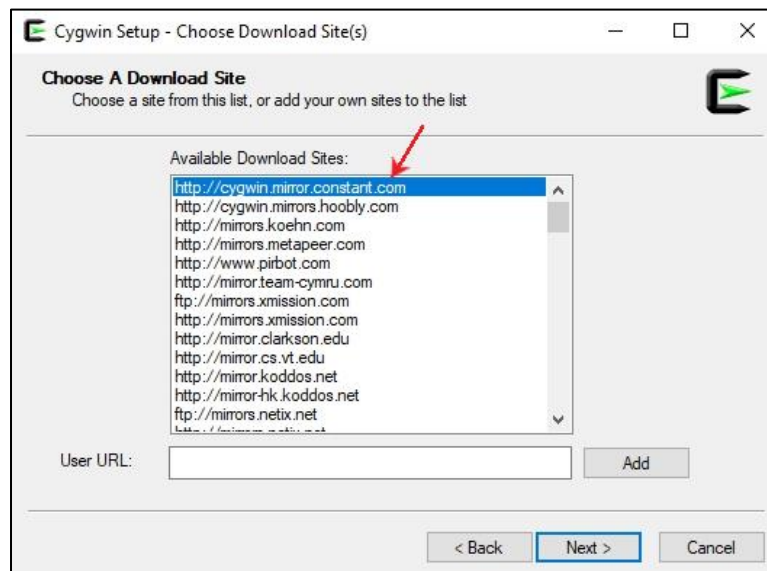 Cygwin Setup - Choose Download Site(s)
Choose A Download Site
Choose a site from this list, or add your own sites to the list
Available Download Sites:
http://cygwin.mirror.constant.com
http://cygwin.mirrors.hoobly.com
http://mirrors.koehn.com
http://mirrors.metapeer.com
http://www.pirbot.com
http://mirror.team-cymru.com
ftp://mirrors.xmission.com
http://mirrors.xmission.com
http://mirror.clarkson.edu
http://mirror.cs.vt.edu
http://mirror.koddos.net
http://mirror-hk.koddos.net
ftp://mirrors.netix.net
http://mirrors.netix.net
User URL: Add
< Back Next > Cancel